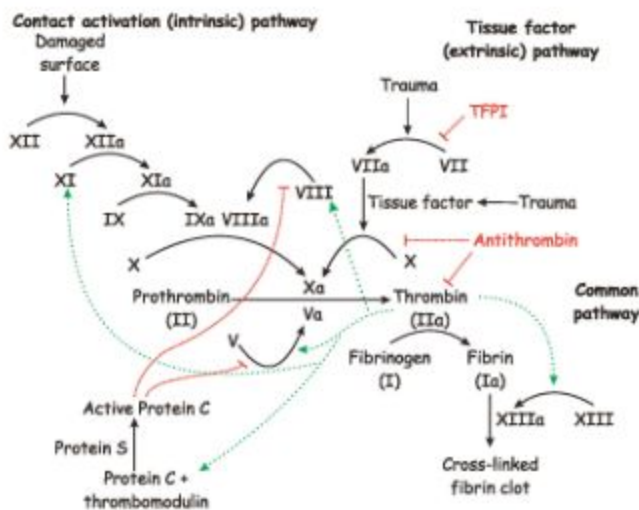 Contact activation (intrinsic) pathway
Damaged
surface
Tissue factor
(extrinsic) pathway
Trauma
TFPI
XII
XIIa
VIIa
VII
XI
XIa
VIII
Tissue factor
Trauma
IX
IXa
VIIIa
Antithrombin
X
X
Xa
Prothrombin
(II)
Thrombin
(IIa)
Common
pathway
Va
V
Fibrinogen
(I)
Fibrin
(Ia)
Active Protein C
XIIIa
XIII
Protein S
Cross-linked
fibrin clot
Protein C +
thrombomodulin